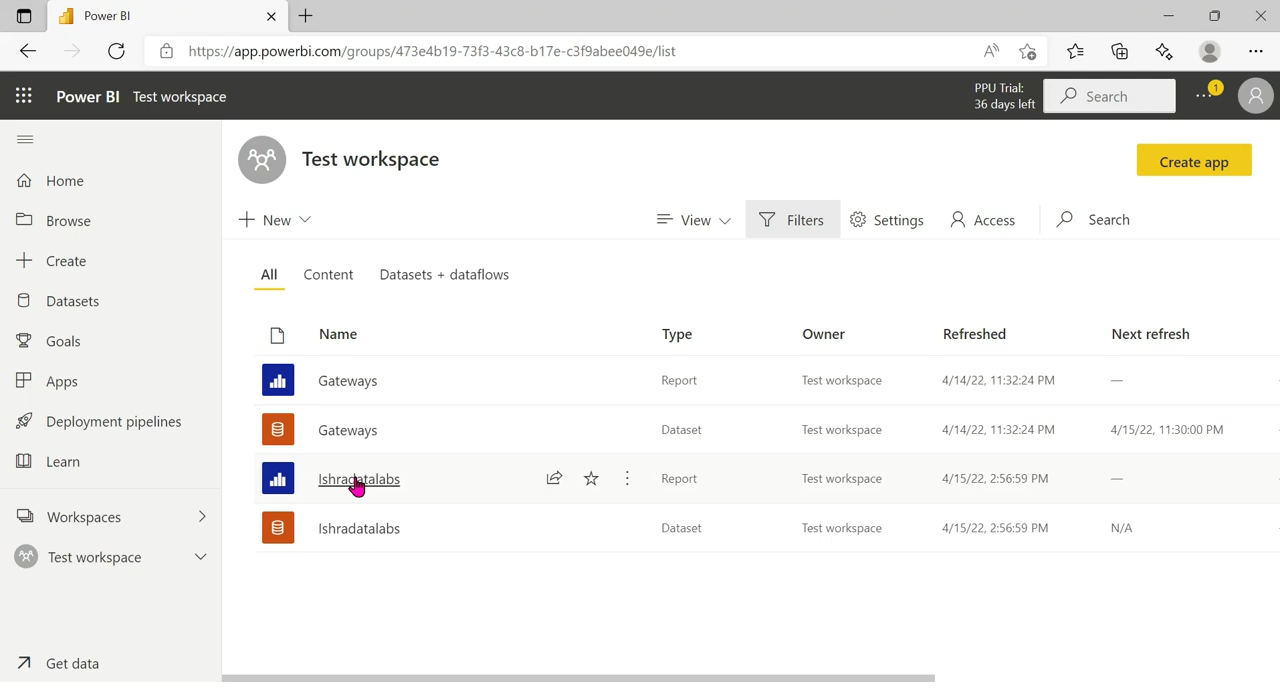 Power BI
https://app.powerbi.com/groups/473e4b19-73f3-43c8-b17e-c3f9abee049e/list
Power BI Test workspace
PPU Trial:
36 days left
Search
1
Home
Browse
Create
Datasets
Goals
Apps
Deployment pipelines
Learn
Workspaces
Test workspace
Get data
Test workspace
Create app
New
View
Filters
Settings
Access
Search
All Content Datasets + dataflows
Name Type Owner Refreshed Next refresh
Gateways Report Test workspace 4/14/22, 11:32:24 PM —
Gateways Dataset Test workspace 4/14/22, 11:32:24 PM 4/15/22, 11:30:00 PM
Ishradatalabs Report Test workspace 4/15/22, 2:56:59 PM —
Ishradatalabs Dataset Test workspace 4/15/22, 2:56:59 PM N/A